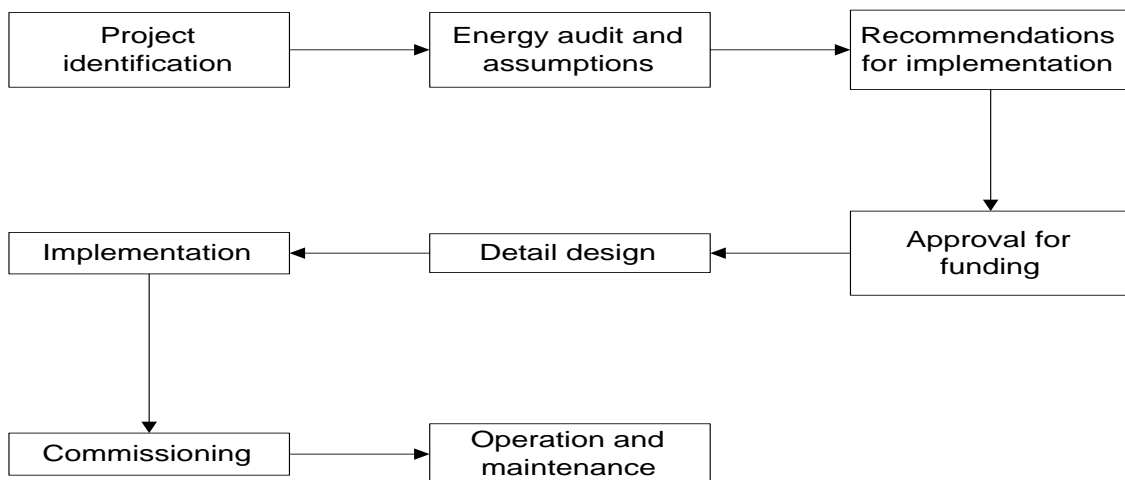 Project
identification
Energy audit and
assumptions
Recommendations
for implementation
Approval for
funding
Detail design
Implementation
Commissioning
Operation and
maintenance